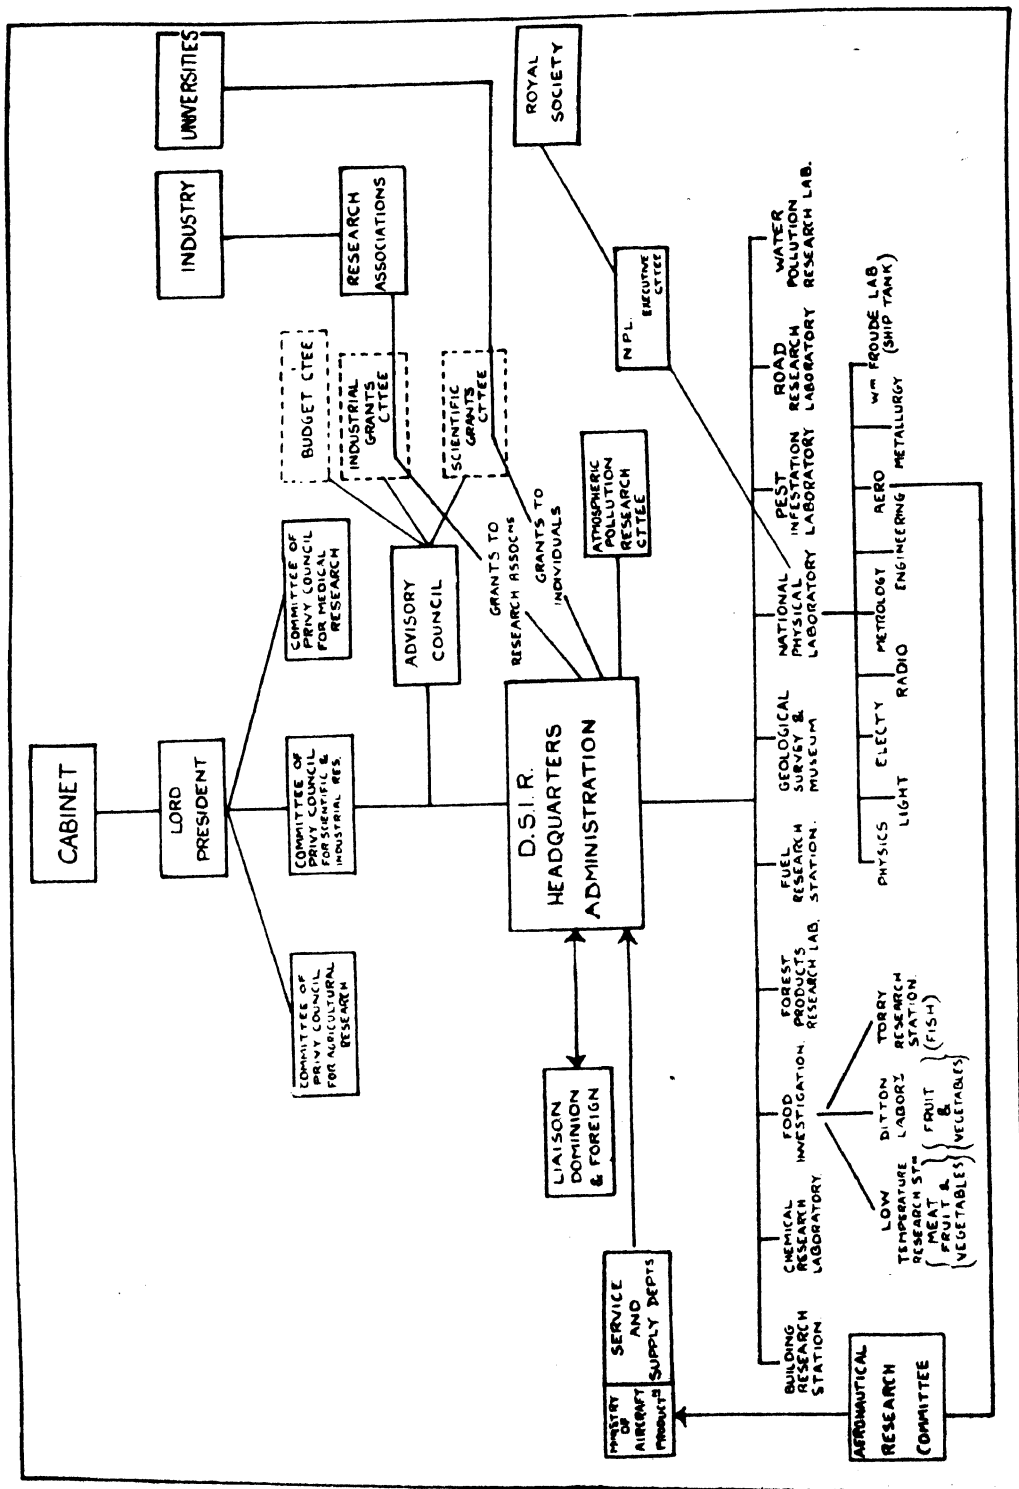 CABINET
LORD
PRESIDENT
INDUSTRY
UNIVERSITIES
COMMITTEE OF
PRIVY COUNCIL
FOR AGRICULTURAL
RESEARCH
COMMITTEE OF
PRIVY COUNCIL
FOR SCIENTIFIC &
INDUSTRIAL RES.
COMMITTEE OF
PRIVY COUNCIL
FOR MEDICAL
RESEARCH
BUDGET CTEE
INDUSTRIAL
GRANTS
CTTEE
SCIENTIFIC
GRANTS
CTTEE
RESEARCH
ASSOCIATIONS
ADVISORY
COUNCIL
GRANTS TO
RESEARCH ASSOCNS
GRANTS TO
INDIVIDUALS
ROYAL
SOCIETY
LIAISON
DOMINION
& FOREIGN
D.S.I.R.
HEADQUARTERS
ADMINISTRATION
ATMOSPHERIC
POLLUTION
RESEARCH
CTTEE
N.P.L.
EXECUTIVE
CTTEE
MINISTRY
OF
AIRCRAFT
PRODUCTN
SERVICE
AND
SUPPLY DEPTS
BUILDING
RESEARCH
STATION
CHEMICAL
RESEARCH
LABORATORY.
FOOD
INVESTIGATION.
FOREST
PRODUCTS
RESEARCH LAB.
FUEL
RESEARCH
STATION.
GEOLOGICAL
SURVEY &
MUSEUM
NATIONAL
PHYSICAL
LABORATORY
PEST
INFESTATION
LABORATORY
ROAD
RESEARCH
LABORATORY
WATER
POLLUTION
RESEARCH LAB.
LOW
TEMPERATURE
RESEARCH STN
(MEAT
FRUIT &
VEGETABLES)
DITTON
LABORY.
(FRUIT
&
VEGETABLES)
TORRY
RESEARCH
STATION.
(FISH)
PHYSICS
LIGHT
ELECTY
RADIO
METROLOGY
ENGINEERING
AERO
METALLURGY
WM FROUDE LAB
(SHIP TANK)
AERONAUTICAL
RESEARCH
COMMITTEE